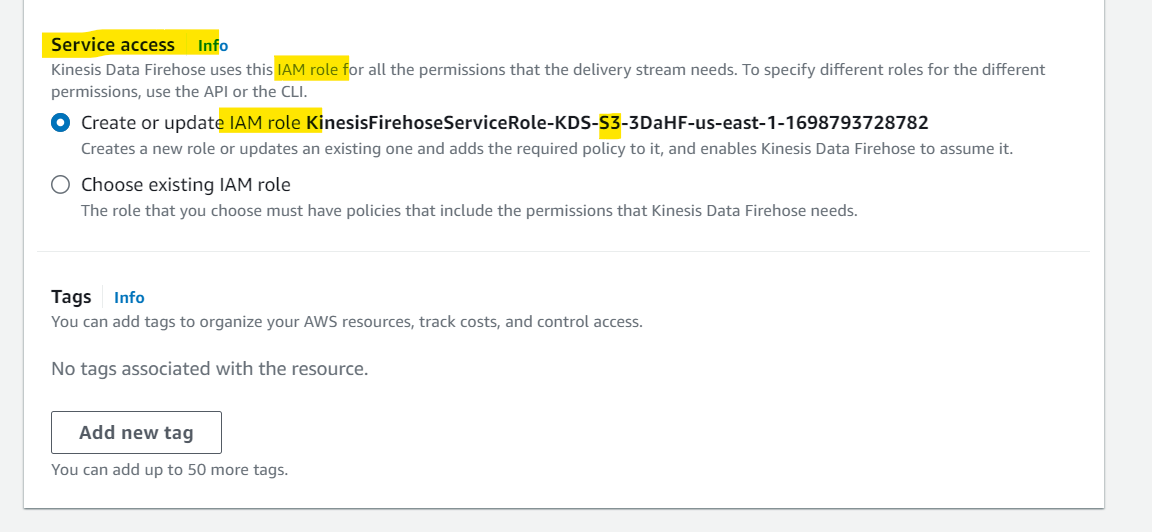 Service access Info
Kinesis Data Firehose uses this IAM role for all the permissions that the delivery stream needs. To specify different roles for the different
permissions, use the API or the CLI.
Create or update IAM role KinesisFirehoseServiceRole-KDS-S3-3DaHF-us-east-1-1698793728782
Creates a new role or updates an existing one and adds the required policy to it, and enables Kinesis Data Firehose to assume it.
Choose existing IAM role
The role that you choose must have policies that include the permissions that Kinesis Data Firehose needs.
Tags Info
You can add tags to organize your AWS resources, track costs, and control access.
No tags associated with the resource.
Add new tag
You can add up to 50 more tags.